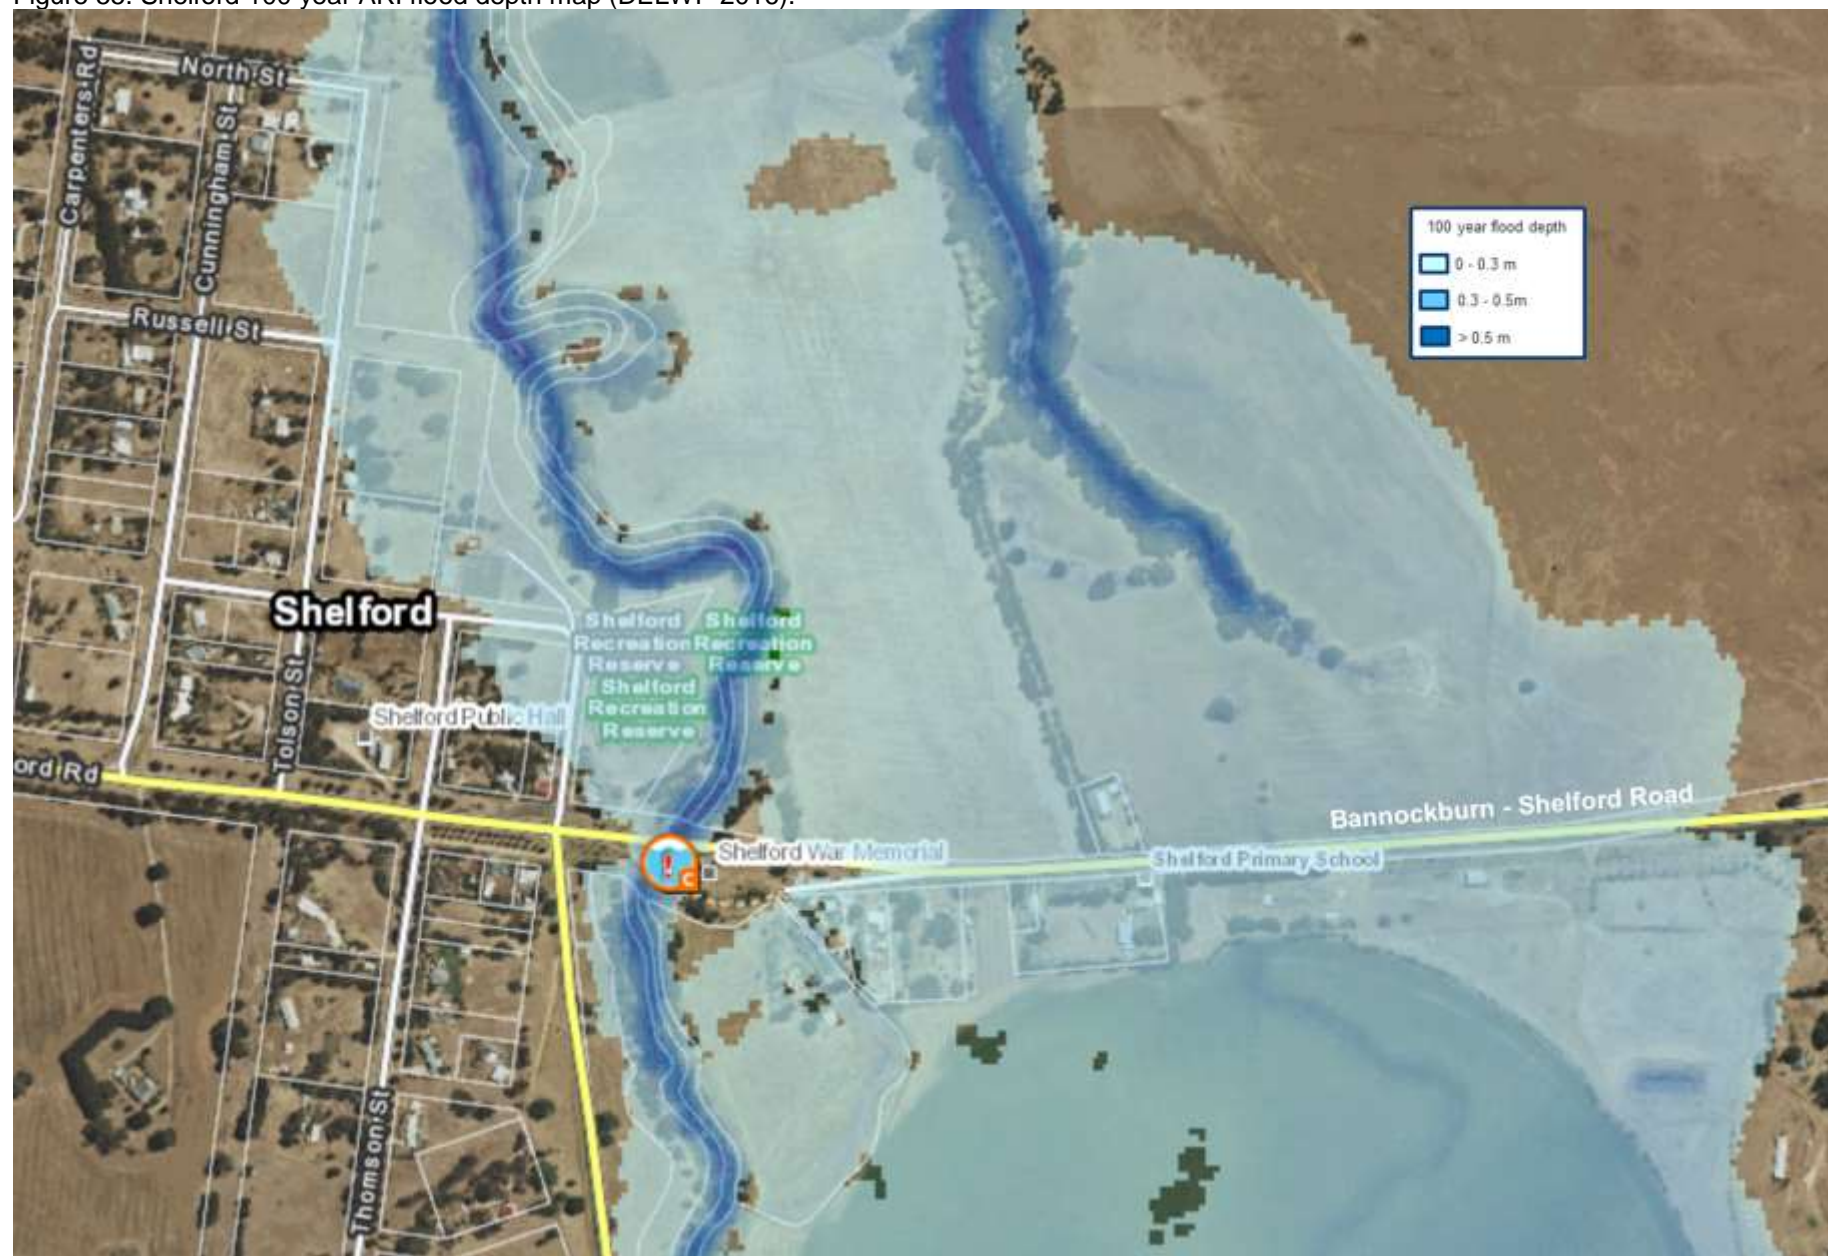 North St
Carpenters Rd
Cunningham St
100 year flood depth
0 - 0.3 m
0.3 - 0.5m
> 0.5 m
Russell St
Shelford
Shelford
Recreation
Reserve
Shelford
Recreation
Reserve
Shelford
Recreation
Reserve
Tolson St
Shelford Public Hall
ord Rd
Bannockburn - Shelford Road
Shelford War Memorial
Shelford Primary School
!
C
Thomson St